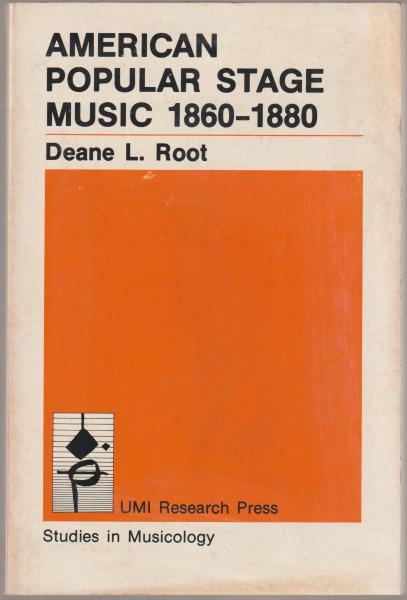 AMERICAN
POPULAR STAGE
MUSIC 1860–1880
Deane L. Root
UMI Research Press
Studies in Musicology